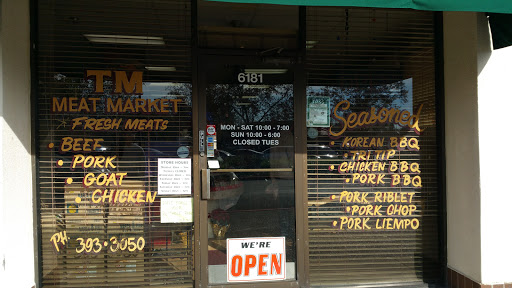 TM
MEAT MARKET
FRESH MEATS
• BEEF
• PORK
• GOAT
• CHICKEN
PH: 393-3050
STORE HOURS
6181
MON - SAT 10:00 - 7:00
SUN 10:00 - 6:00
CLOSED TUES
WE'RE
OPEN
Seasoned
• KOREAN BBQ
• TRI TIP
• CHICKEN BBQ
• PORK BBQ
• PORK RIBLET
• PORK CHOP
• PORK LIEMPO